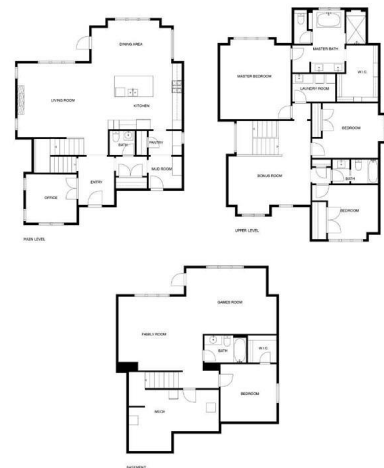 DINING AREA
LIVING ROOM
KITCHEN
BATH
PANTRY
MUD ROOM
ENTRY
OFFICE
MAIN LEVEL
MASTER BATH
MASTER BEDROOM
W.I.C.
LAUNDRY ROOM
BEDROOM
BONUS ROOM
BATH
BEDROOM
UPPER LEVEL
GAMES ROOM
FAMILY ROOM
BATH
W.I.C.
BEDROOM
MECH
BASEMENT